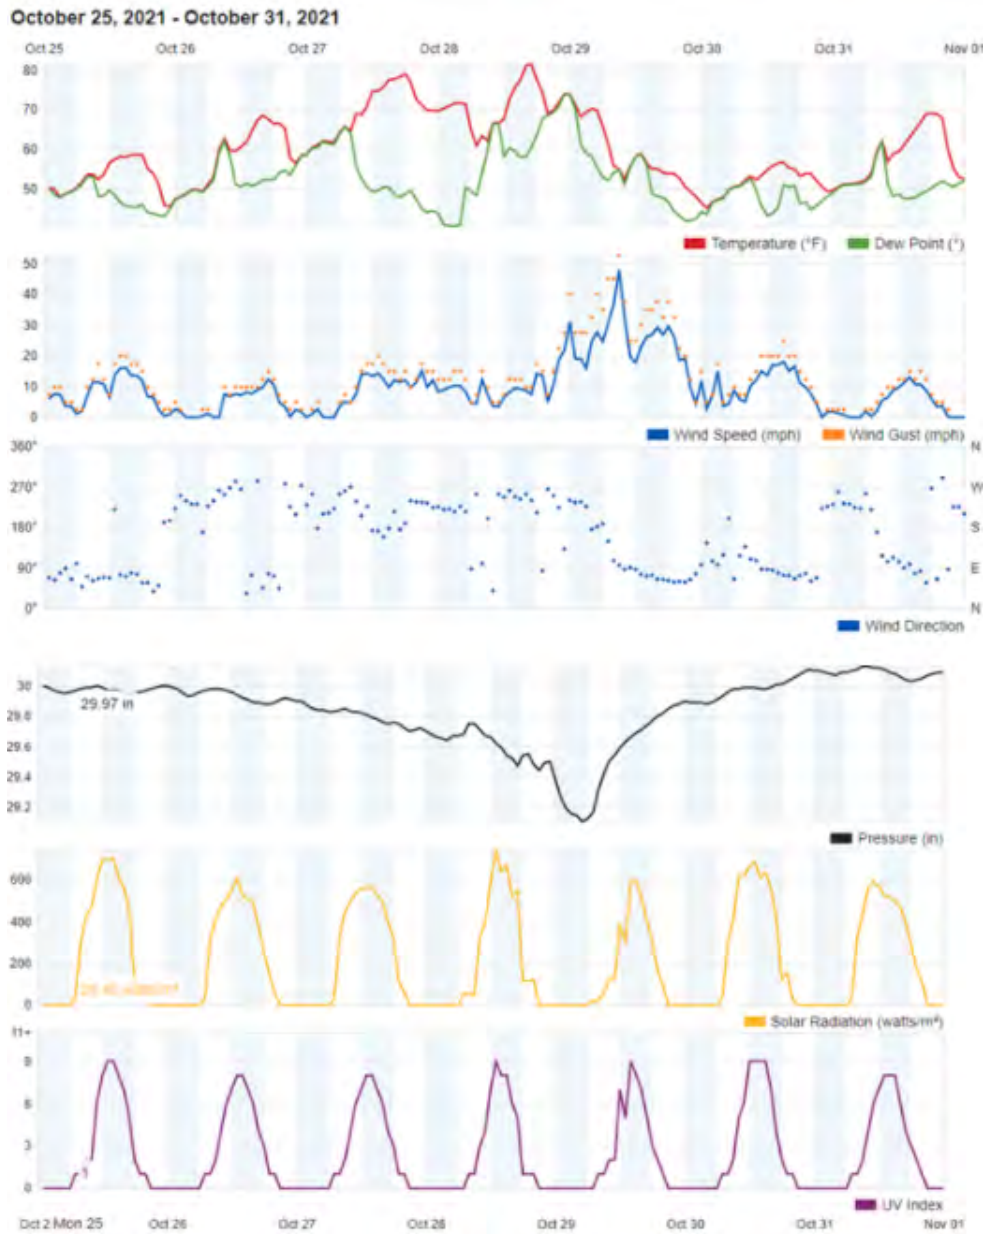 October 25, 2021 - October 31, 2021
Oct 25 Oct 26 Oct 27 Oct 28 Oct 29 Oct 30 Oct 31 Nov 01
80
70
60
50
Temperature (°F) Dew Point (°)
50
40
30
20
10
0
Wind Speed (mph) Wind Gust (mph)
360° N
270° W
180° S
90° E
0° N
Wind Direction
30
29.97 in
29.8
29.6
29.4
29.2
Pressure (in)
600
400
200
0
Solar Radiation (watts/m²)
11+
9
6
3
0
UV Index
Oct 2 Mon 25 Oct 26 Oct 27 Oct 28 Oct 29 Oct 30 Oct 31 Nov 01